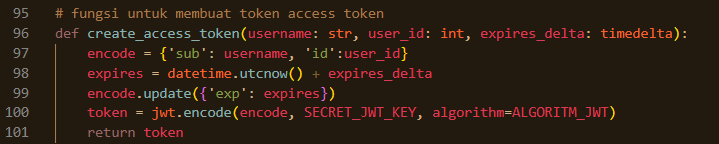 95 # fungsi untuk membuat token access token
96 def create_access_token(username: str, user_id: int, expires_delta: timedelta):
97     encode = {'sub': username, 'id':user_id}
98     expires = datetime.utcnow() + expires_delta
99     encode.update({'exp': expires})
100     token = jwt.encode(encode, SECRET_JWT_KEY, algorithm=ALGORITM_JWT)
101     return token